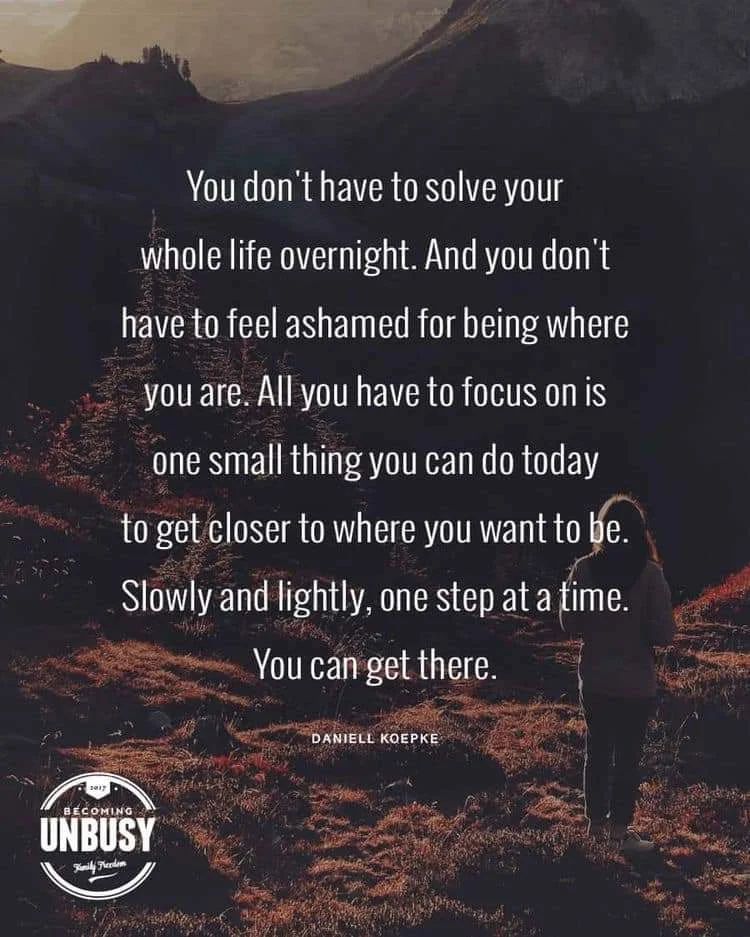 You don't have to solve your
whole life overnight. And you don't
have to feel ashamed for being where
you are. All you have to focus on is
one small thing you can do today
to get closer to where you want to be.
Slowly and lightly, one step at a time.
You can get there.
DANIELL KOEPKE
2017
BECOMING
UNBUSY
Family Freedom